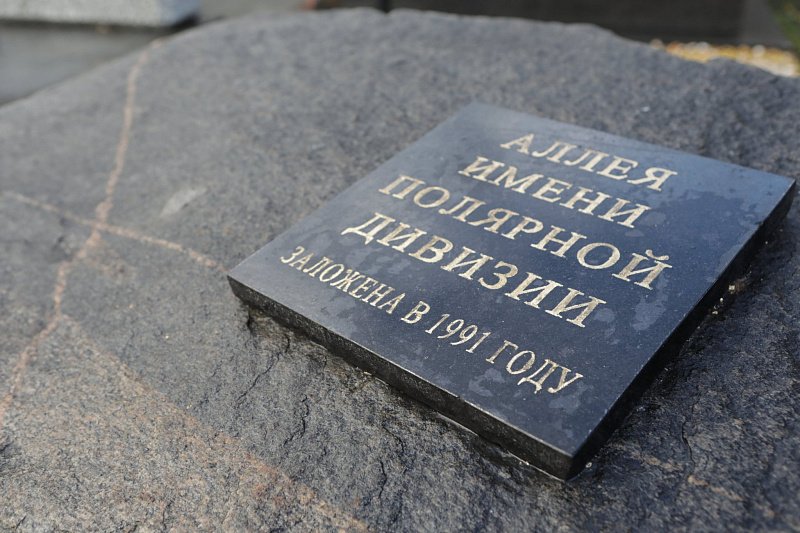 АЛЛЕЯ
ИМЕНИ
ПОЛЯРНОЙ
ДИВИЗИИ
ЗАЛОЖЕНА В 1991 ГОДУ